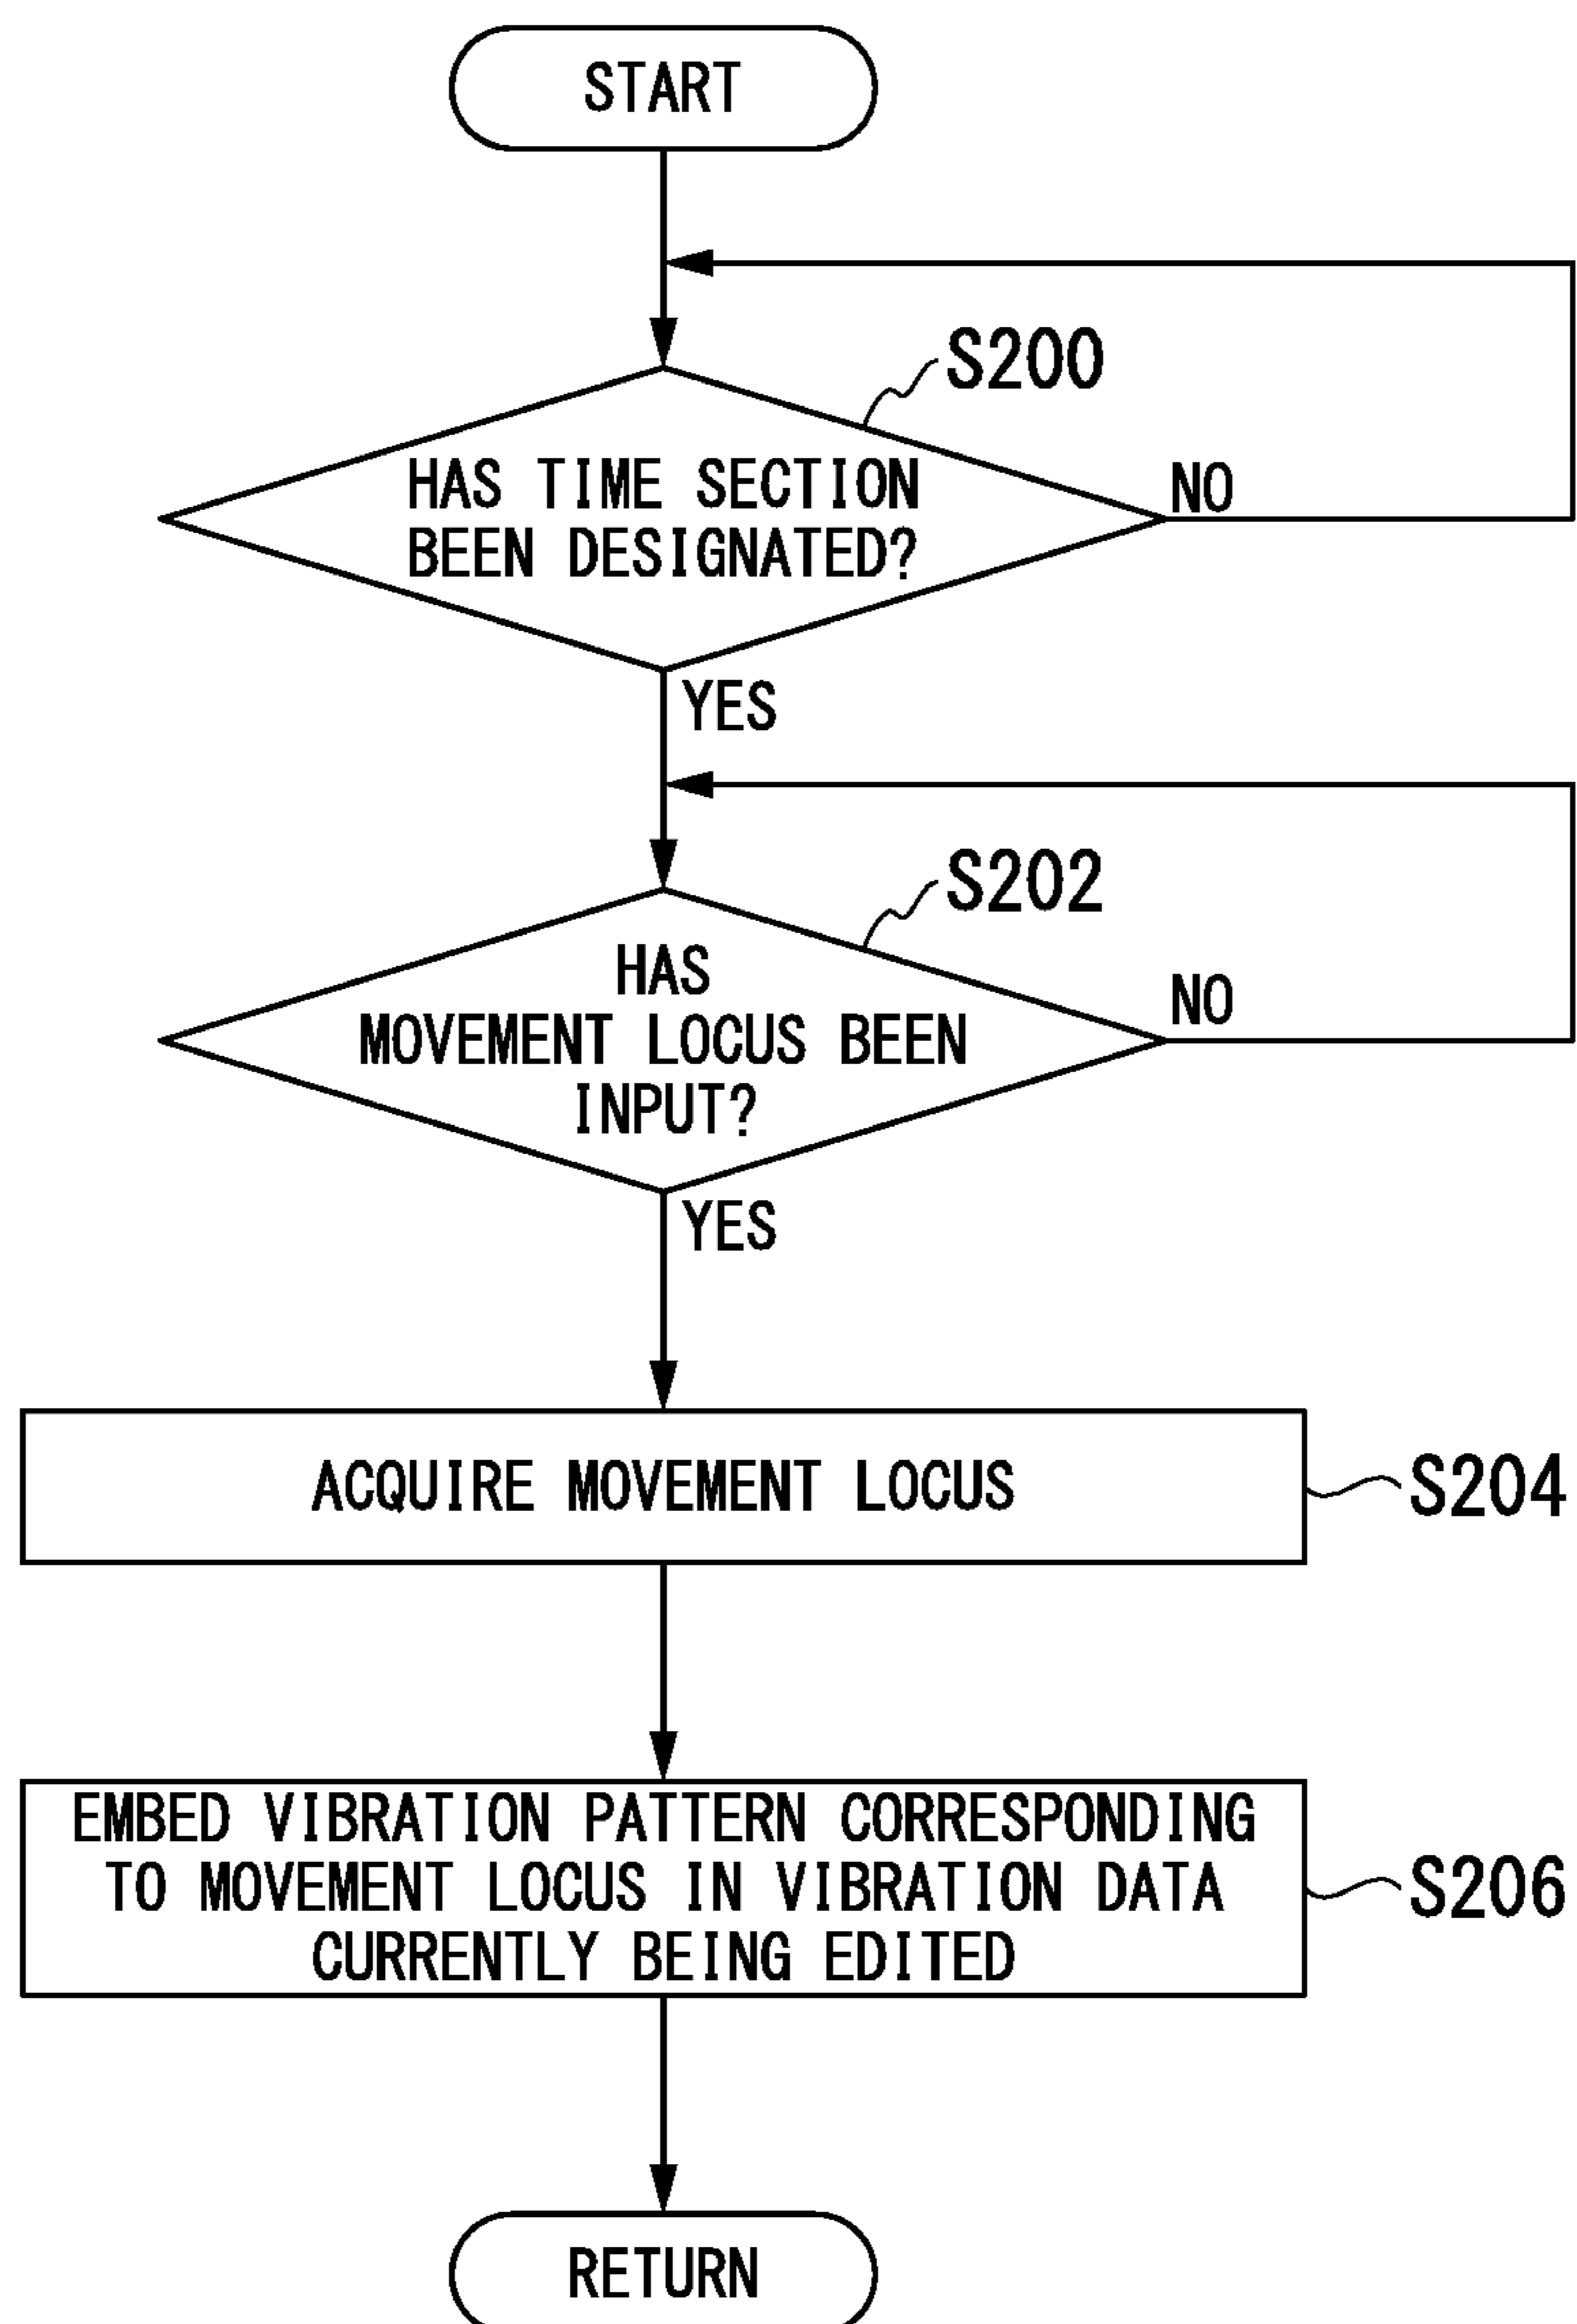 START
S200
HAS TIME SECTION
BEEN DESIGNATED?
NO
YES
S202
HAS
MOVEMENT LOCUS BEEN
INPUT?
NO
YES
ACQUIRE MOVEMENT LOCUS
S204
EMBED VIBRATION PATTERN CORRESPONDING
TO MOVEMENT LOCUS IN VIBRATION DATA
CURRENTLY BEING EDITED
S206
RETURN